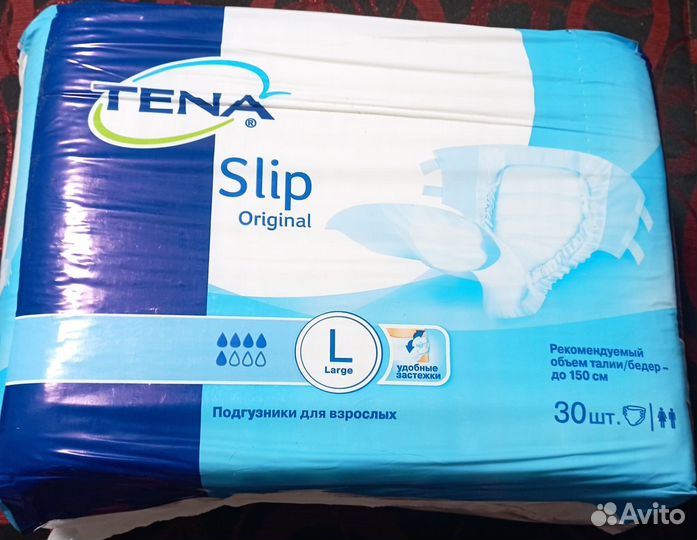 TENA®
Slip
Original
L
Large
удобные
застежки
Рекомендуемый
объем талии/бедер –
до 150 см
Подгузники для взрослых
30 шт.
Avito